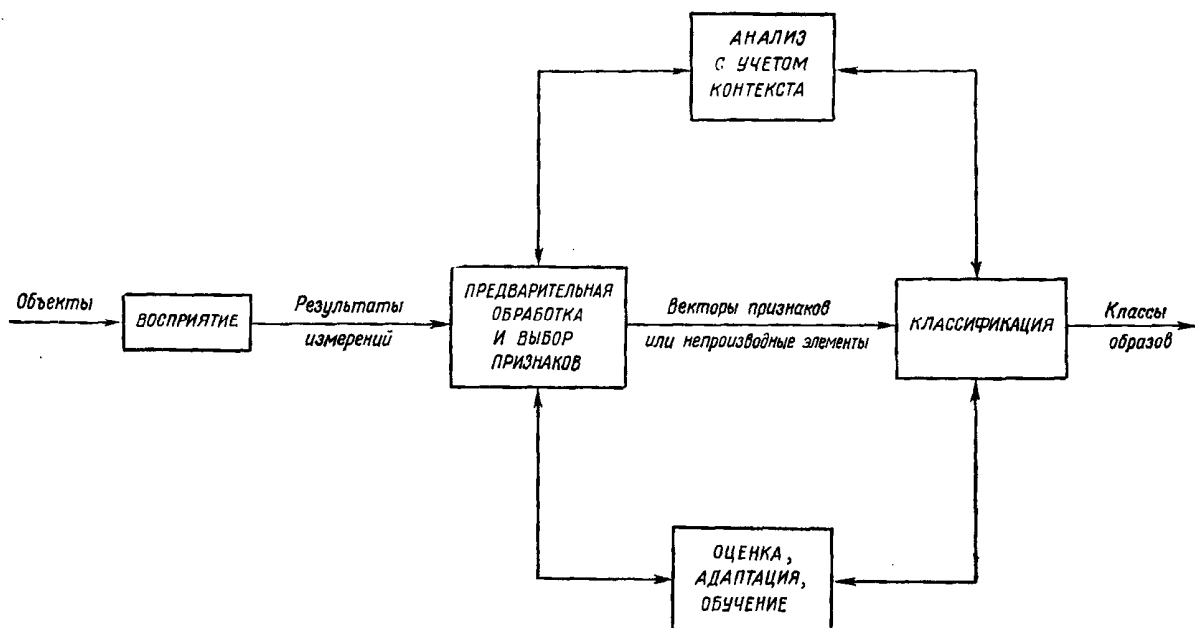 АНАЛИЗ
С УЧЕТОМ
КОНТЕКСТА
Объекты
ВОСПРИЯТИЕ
Результаты
измерений
ПРЕДВАРИТЕЛЬНАЯ
ОБРАБОТКА
И ВЫБОР
ПРИЗНАКОВ
Векторы признаков
или непроизводные элементы
КЛАССИФИКАЦИЯ
Классы
образов
ОЦЕНКА,
АДАПТАЦИЯ,
ОБУЧЕНИЕ